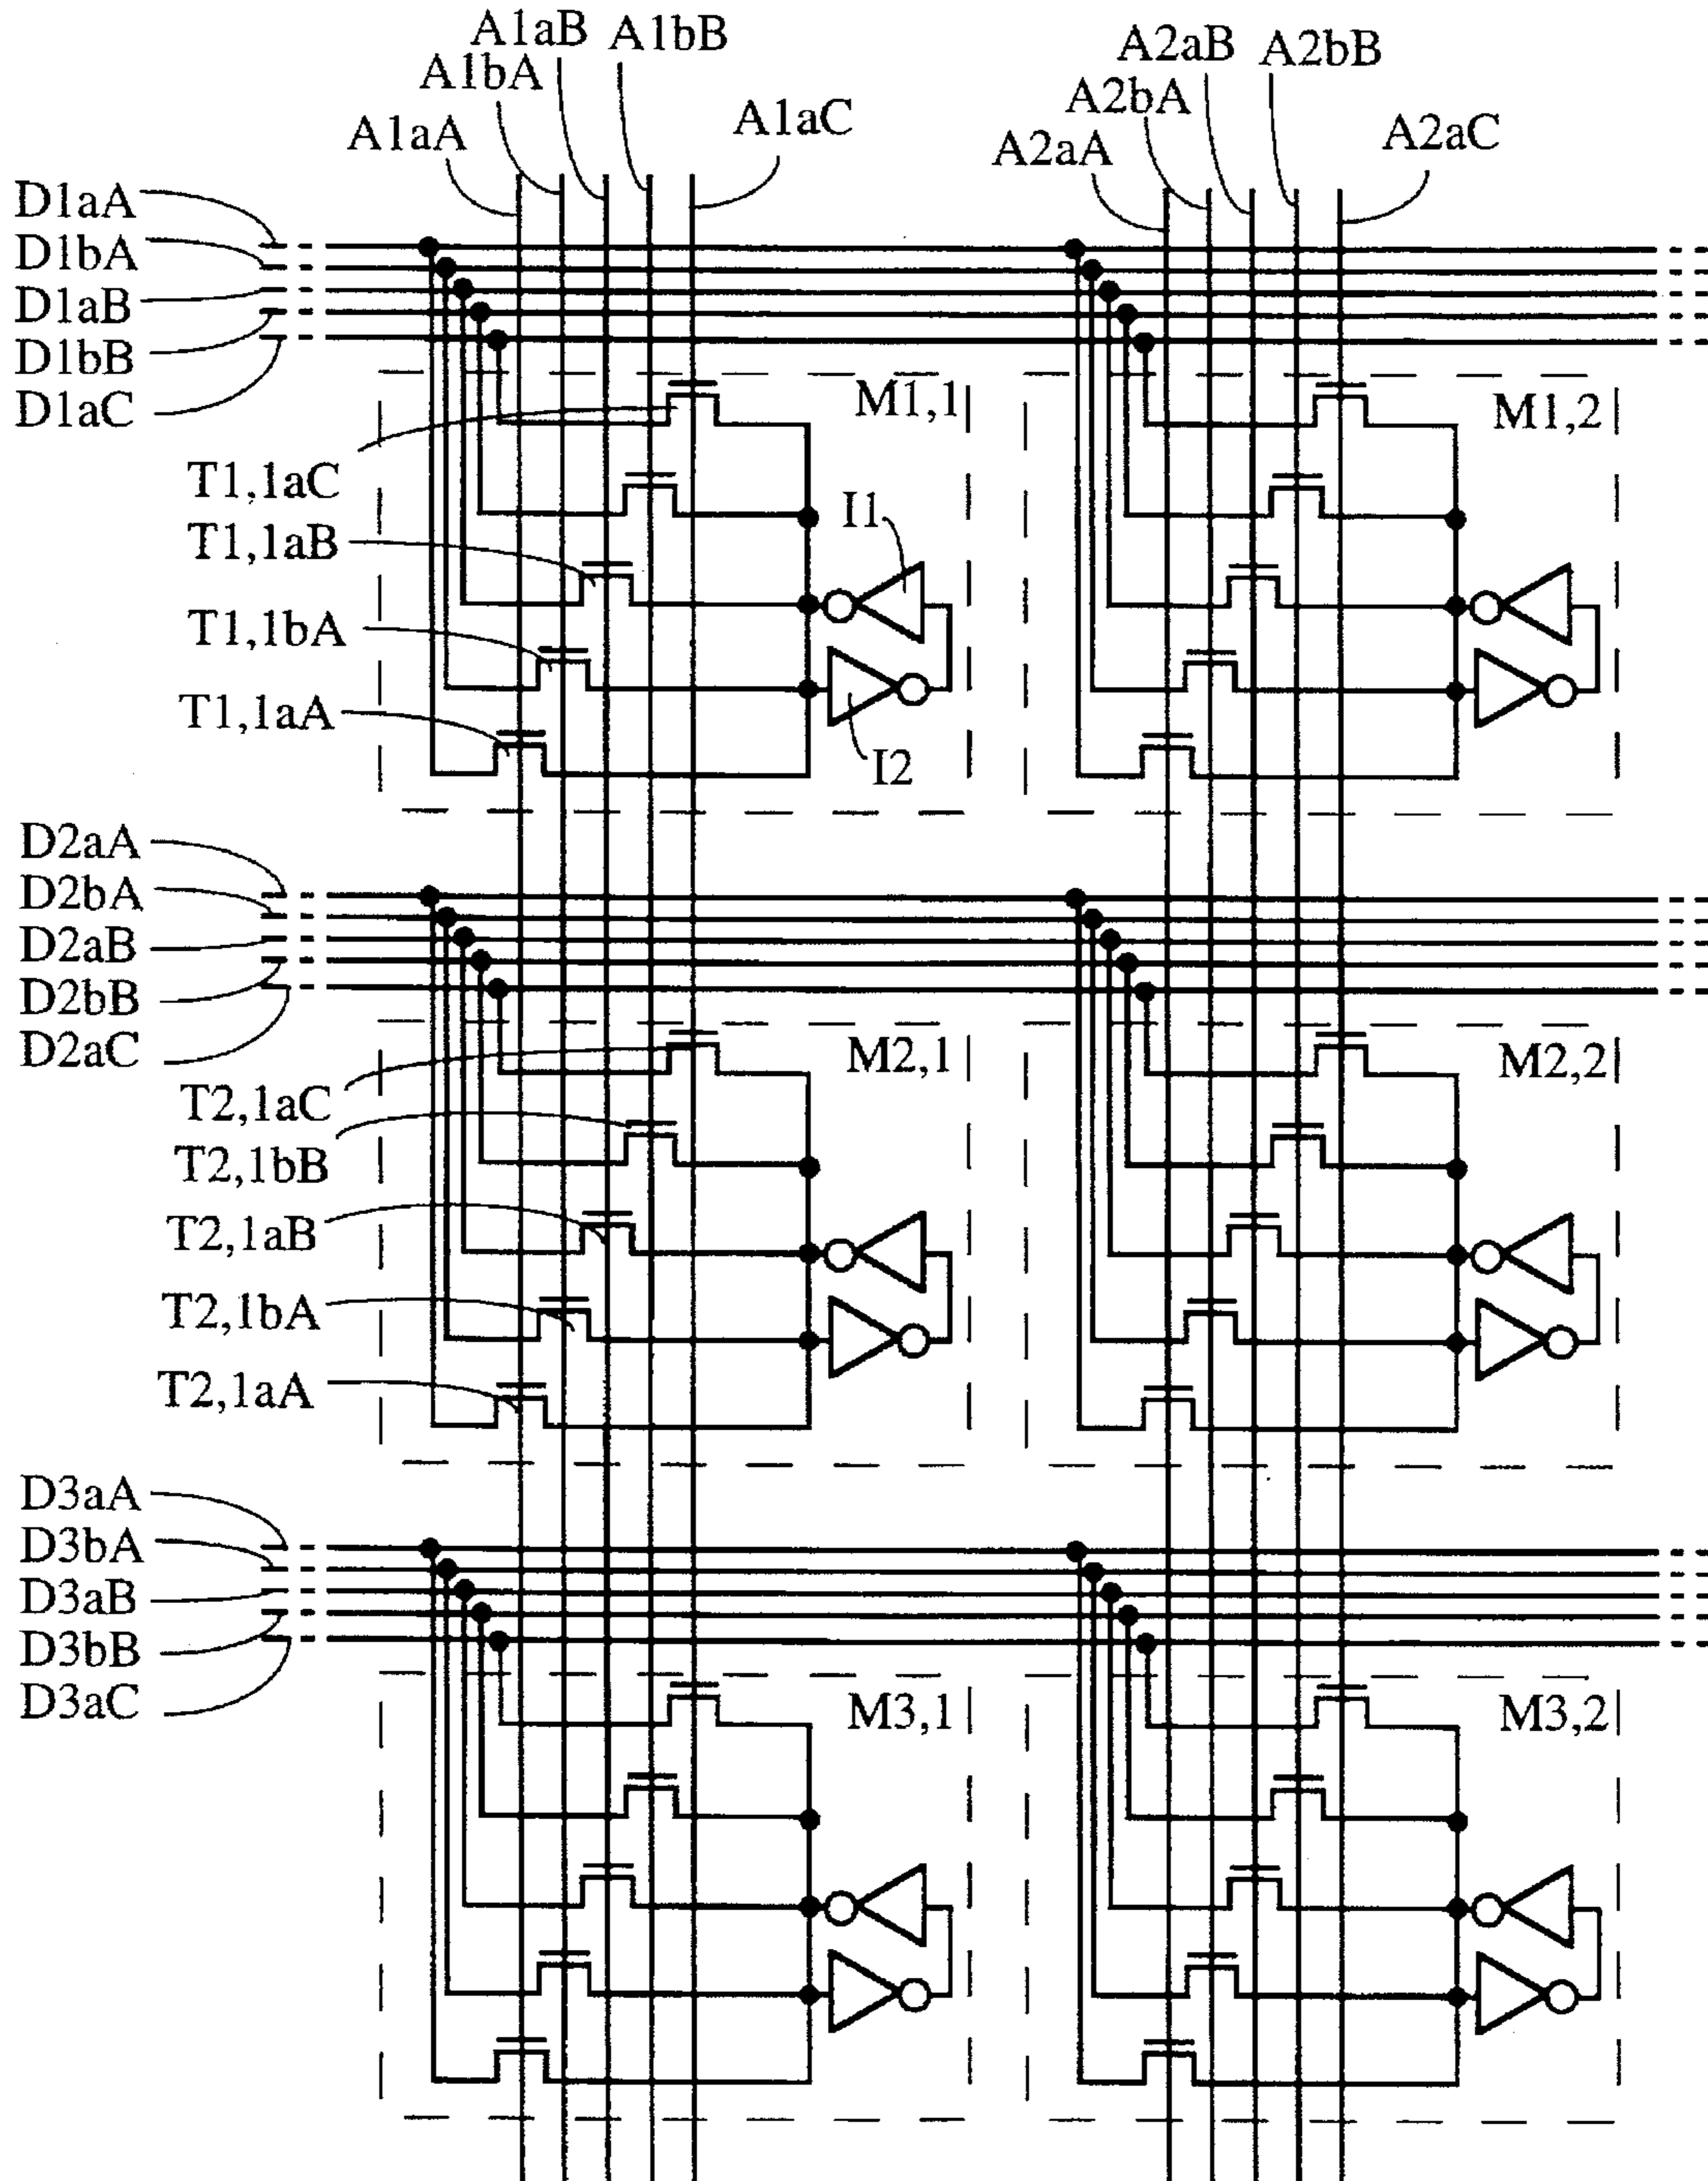 A1aB A1bB
A1bA
A1aA
A1aC
A2aB A2bB
A2bA
A2aA
A2aC
D1aA
D1bA
D1aB
D1bB
D1aC
M1,1
M1,2
T1,1aC
T1,1aB
T1,1bA
T1,1aA
I1
I2
D2aA
D2bA
D2aB
D2bB
D2aC
M2,1
M2,2
T2,1aC
T2,1bB
T2,1aB
T2,1bA
T2,1aA
D3aA
D3bA
D3aB
D3bB
D3aC
M3,1
M3,2